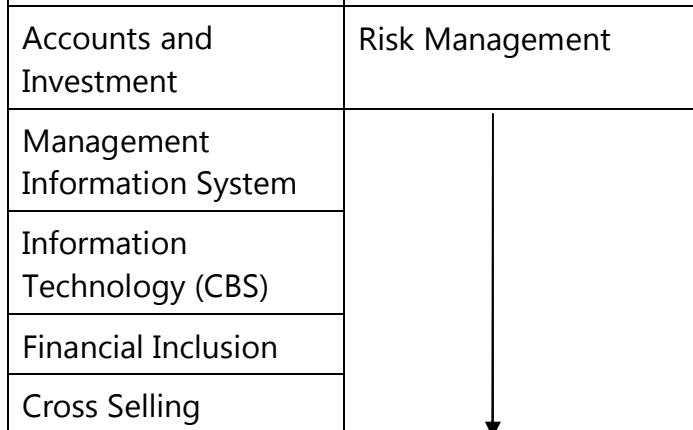 Accounts and
Investment
Risk Management
Management
Information System
Information
Technology (CBS)
Financial Inclusion
Cross Selling